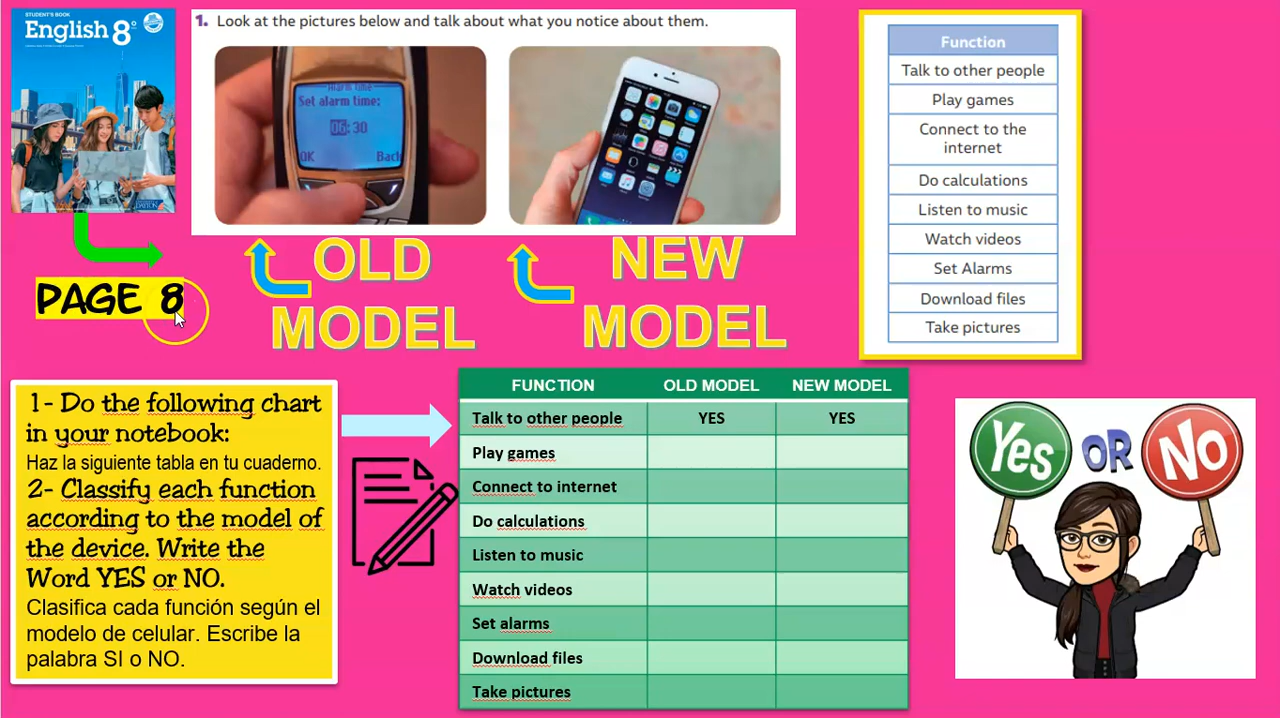 STUDENT'S BOOK
English 8°
1. Look at the pictures below and talk about what you notice about them.
Alarm time
Set alarm time:
06:30
OK Back
Function
Talk to other people
Play games
Connect to the
internet
Do calculations
Listen to music
Watch videos
Set Alarms
Download files
Take pictures
OLD
MODEL
NEW
MODEL
PAGE 8
1- Do the following chart
in your notebook:
Haz la siguiente tabla en tu cuaderno.
2- Classify each function
according to the model of
the device. Write the
Word YES or NO.
Clasifica cada función según el
modelo de celular. Escribe la
palabra SI o NO.
FUNCTION OLD MODEL NEW MODEL
Talk to other people YES YES
Play games
Connect to internet
Do calculations
Listen to music
Watch videos
Set alarms
Download files
Take pictures
Yes OR No